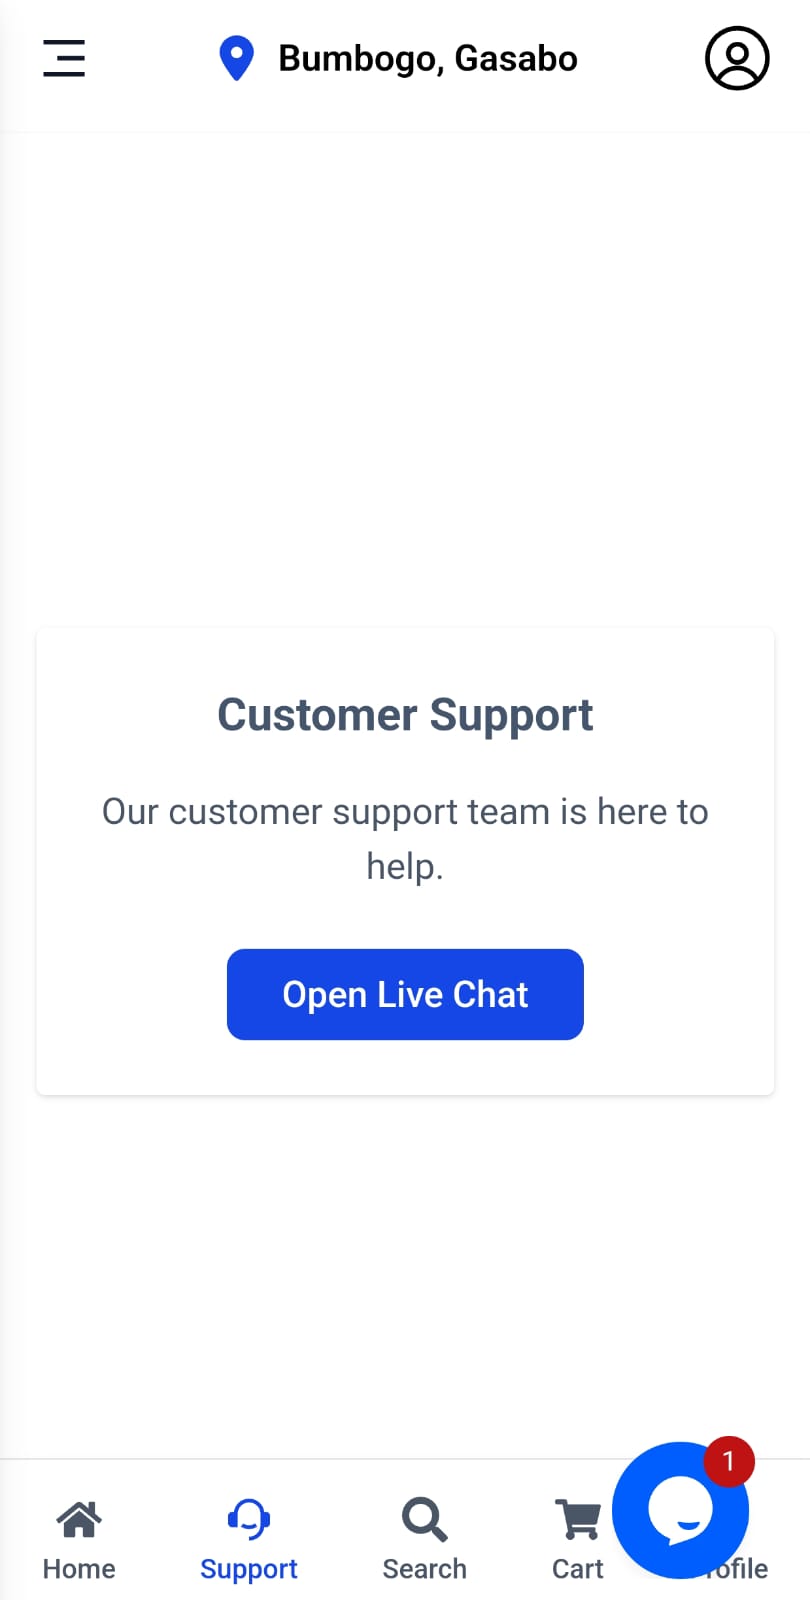 Bumbogo, Gasabo
Customer Support
Our customer support team is here to
help.
Open Live Chat
1
Home
Support
Search
Cart
rofile